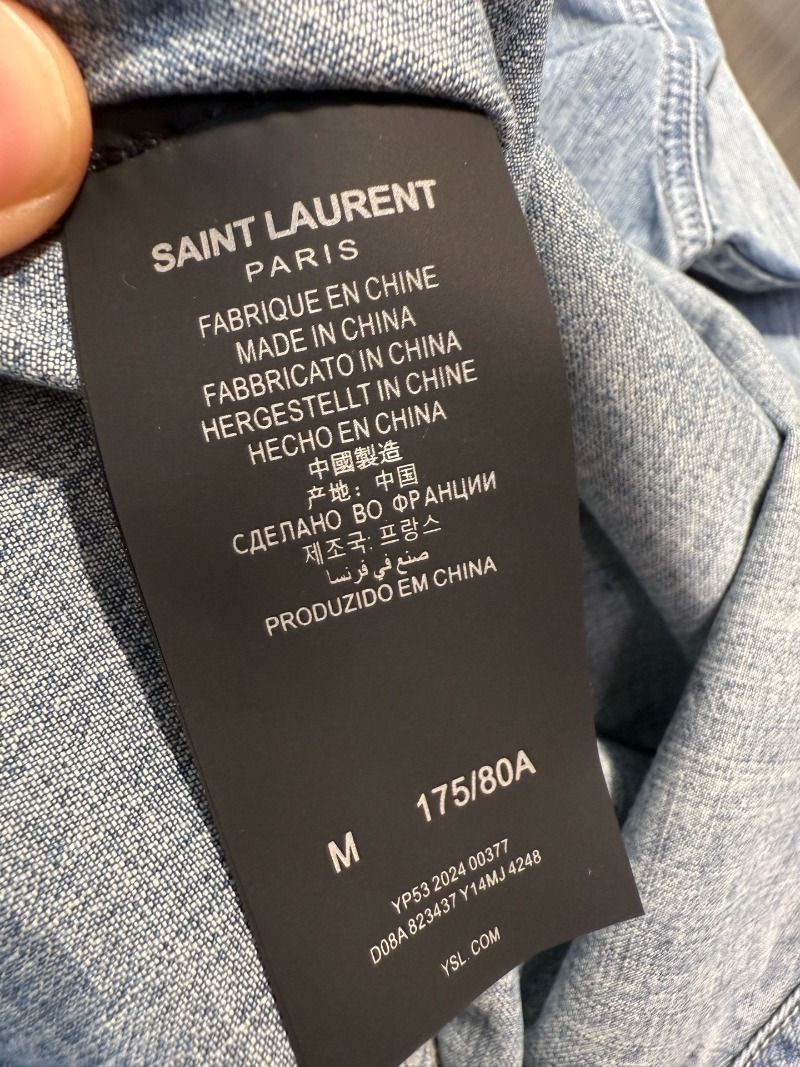 SAINT LAURENT
PARIS
FABRIQUE EN CHINE
MADE IN CHINA
FABBRICATO IN CHINA
HERGESTELLT IN CHINE
HECHO EN CHINA
中國製造
产地：中国
СДЕЛАНО ВО ФРАНЦИИ
제조국: 프랑스
صنع في فرنسا
PRODUZIDO EM CHINA
M 175/80A
YP53 2024 00377
D08A 823437 Y14MJ 4248
YSL. COM